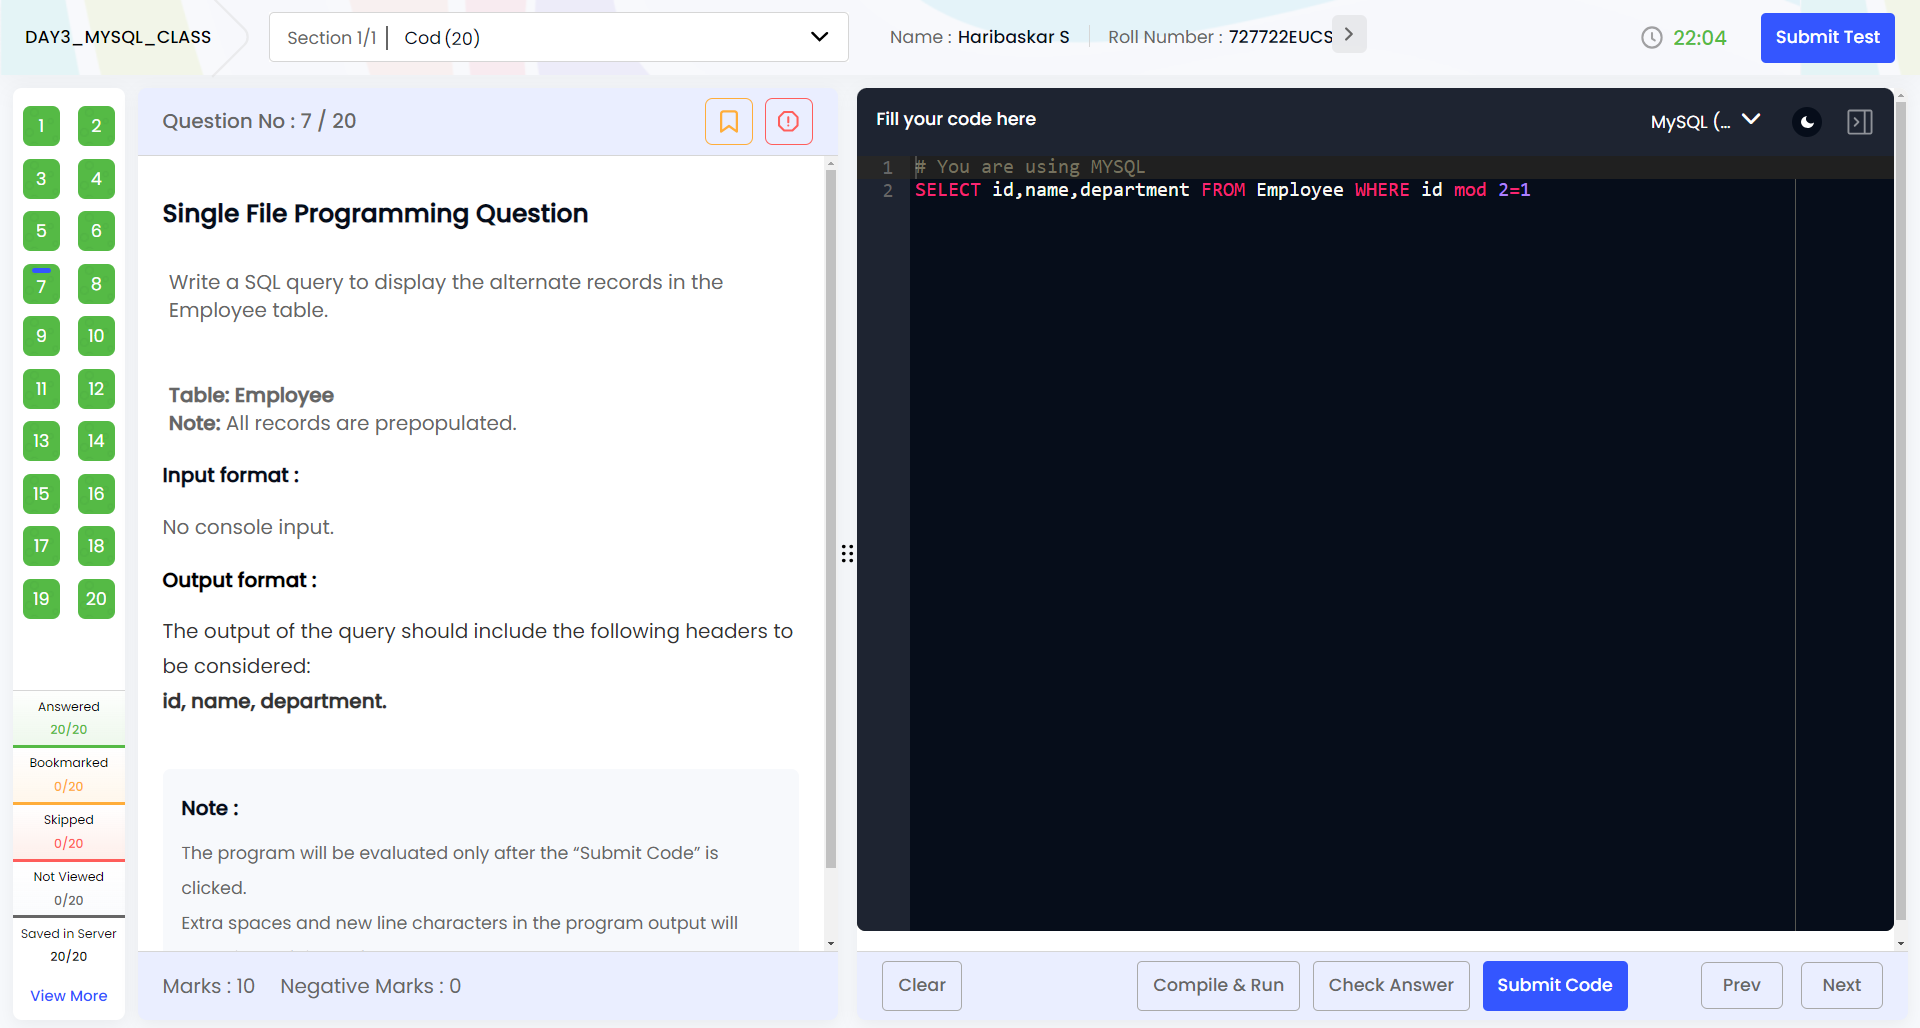 DAY3_MYSQL_CLASS
Section 1/1 | Cod (20)
Name : Haribaskar S
Roll Number : 727722EUCS
22:04
Submit Test
1 2
3 4
5 6
7 8
9 10
11 12
13 14
15 16
17 18
19 20
Answered
20/20
Bookmarked
0/20
Skipped
0/20
Not Viewed
0/20
Saved in Server
20/20
View More
Question No : 7 / 20
Single File Programming Question
Write a SQL query to display the alternate records in the
Employee table.
Table: Employee
Note: All records are prepopulated.
Input format :
No console input.
Output format :
The output of the query should include the following headers to
be considered:
id, name, department.
Note :
The program will be evaluated only after the “Submit Code” is
clicked.
Extra spaces and new line characters in the program output will
Marks : 10 Negative Marks : 0
Fill your code here
MySQL (...
1 # You are using MYSQL
2 SELECT id,name,department FROM Employee WHERE id mod 2=1
Clear
Compile & Run
Check Answer
Submit Code
Prev
Next